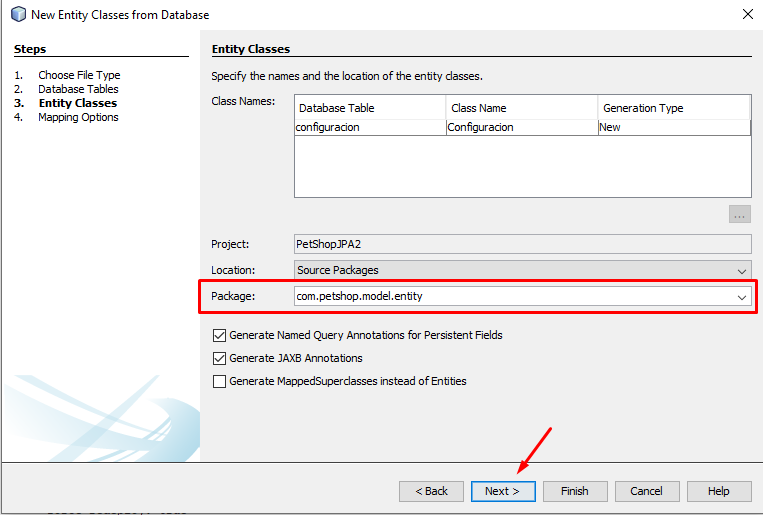 New Entity Classes from Database
Steps
1. Choose File Type
2. Database Tables
3. Entity Classes
4. Mapping Options
Entity Classes
Specify the names and the location of the entity classes.
Class Names:
Database Table Class Name Generation Type
configuracion Configuracion New
...
Project: PetShopJPA2
Location: Source Packages
Package: com.petshop.model.entity
Generate Named Query Annotations for Persistent Fields
Generate JAXB Annotations
Generate MappedSuperclasses instead of Entities
< Back Next > Finish Cancel Help